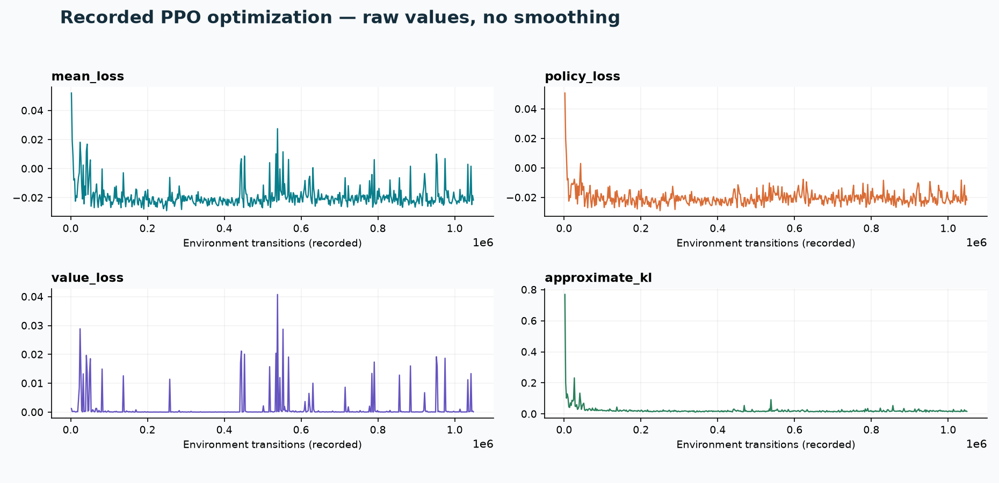 Recorded PPO optimization — raw values, no smoothing
mean_loss
0.04
0.02
0.00
−0.02
0.0 0.2 0.4 0.6 0.8 1.0
Environment transitions (recorded)
1e6
policy_loss
0.04
0.02
0.00
−0.02
0.0 0.2 0.4 0.6 0.8 1.0
Environment transitions (recorded)
1e6
value_loss
0.04
0.03
0.02
0.01
0.00
0.0 0.2 0.4 0.6 0.8 1.0
Environment transitions (recorded)
1e6
approximate_kl
0.8
0.6
0.4
0.2
0.0
0.0 0.2 0.4 0.6 0.8 1.0
Environment transitions (recorded)
1e6